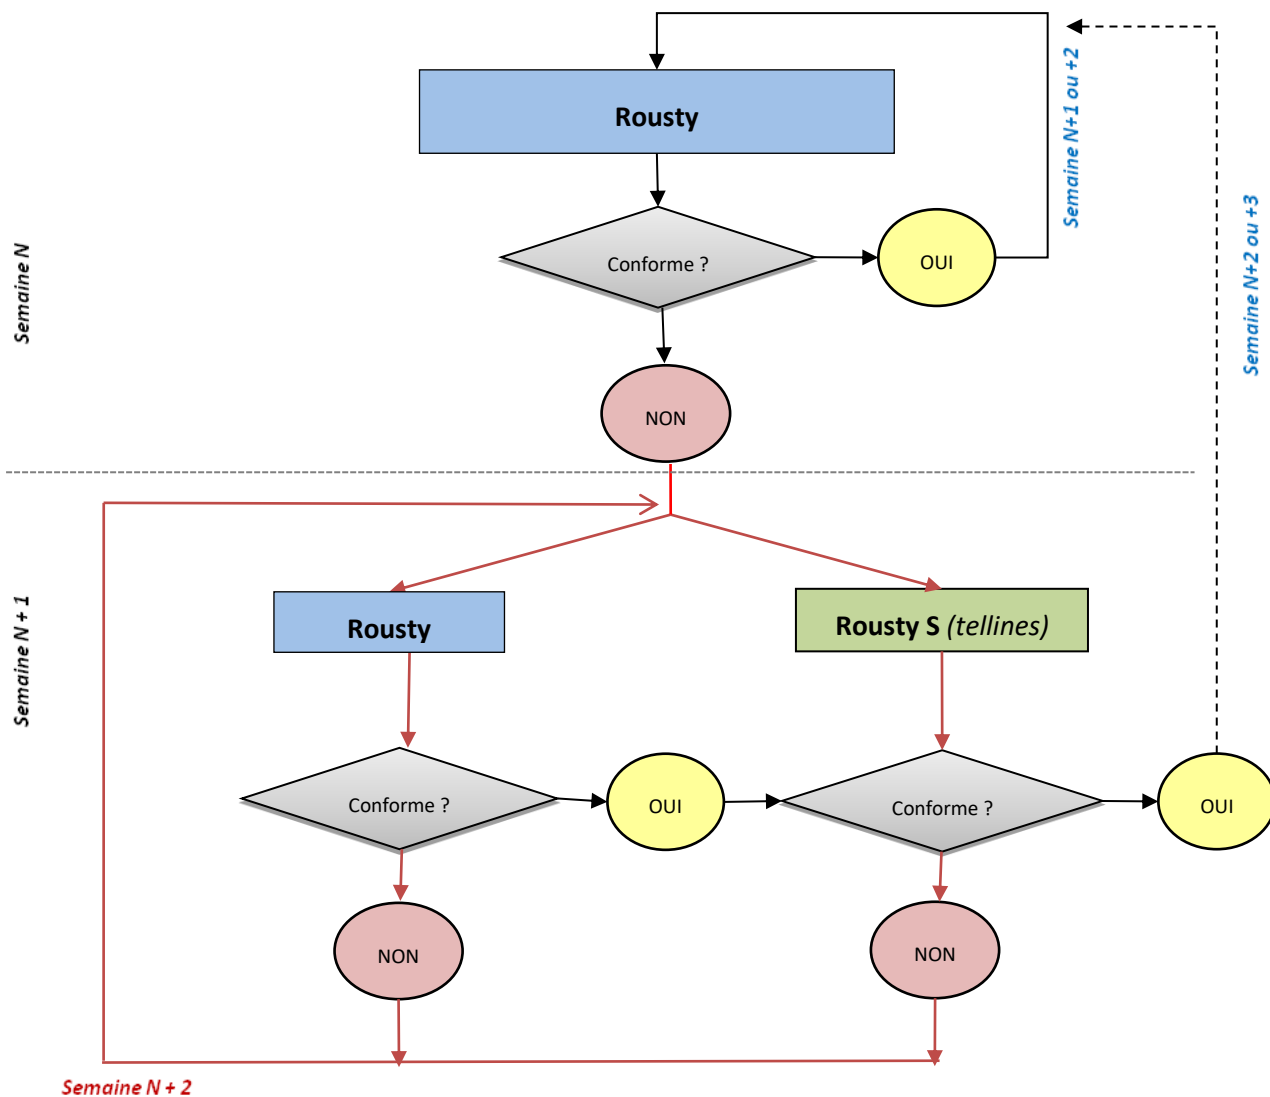 Semaine N+1 ou +2
Rousty
Semaine N
Conforme ?
OUI
Semaine N+2 ou +3
NON
Semaine N + 1
Rousty
Rousty S (tellines)
Conforme ?
OUI
Conforme ?
OUI
NON
NON
Semaine N + 2